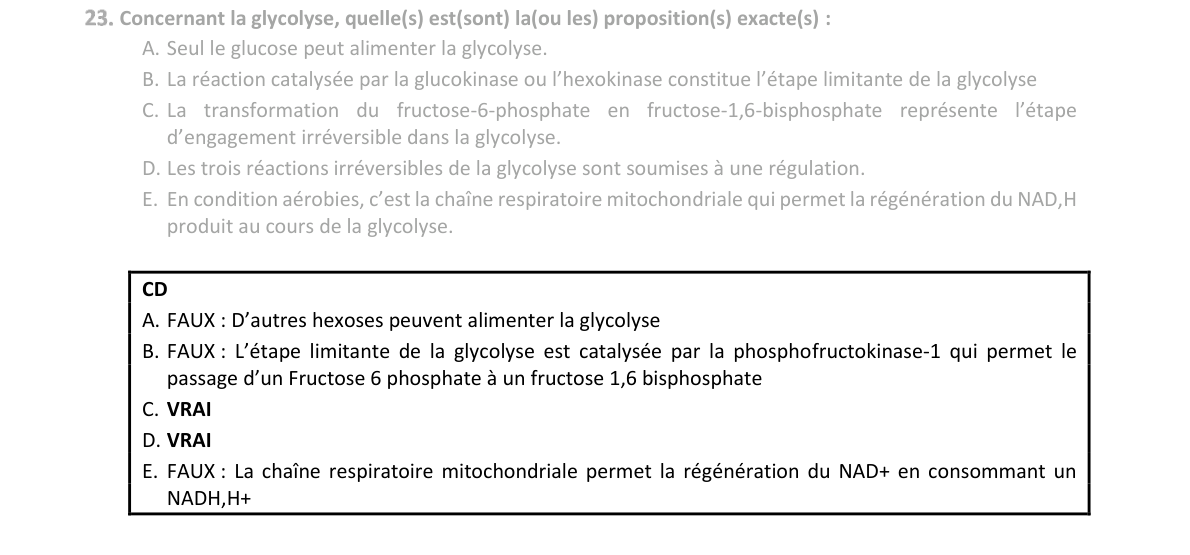 23. Concernant la glycolyse, quelle(s) est(sont) la(ou les) proposition(s) exacte(s) :
A. Seul le glucose peut alimenter la glycolyse.
B. La réaction catalysée par la glucokinase ou l’hexokinase constitue l’étape limitante de la glycolyse
C. La transformation du fructose-6-phosphate en fructose-1,6-bisphosphate représente l’étape
d’engagement irréversible dans la glycolyse.
D. Les trois réactions irréversibles de la glycolyse sont soumises à une régulation.
E. En condition aérobies, c’est la chaîne respiratoire mitochondriale qui permet la régénération du NAD,H
produit au cours de la glycolyse.
CD
A. FAUX : D’autres hexoses peuvent alimenter la glycolyse
B. FAUX : L’étape limitante de la glycolyse est catalysée par la phosphofructokinase-1 qui permet le
passage d’un Fructose 6 phosphate à un fructose 1,6 bisphosphate
C. VRAI
D. VRAI
E. FAUX : La chaîne respiratoire mitochondriale permet la régénération du NAD+ en consommant un
NADH,H+